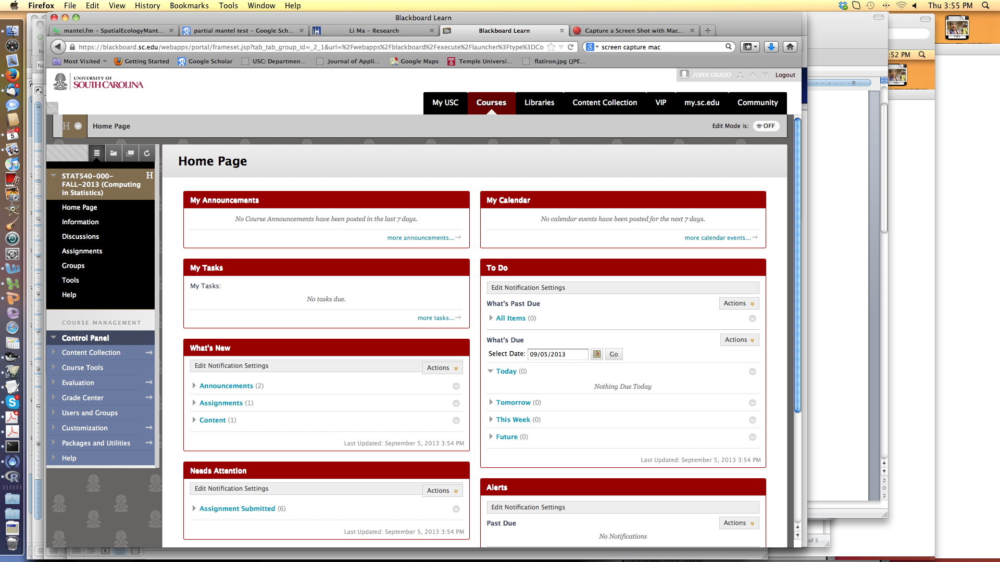 Firefox File Edit View History Bookmarks Tools Window Help
Thu 3:55 PM
Blackboard Learn
mantel.fm - SpatialEcologyMant...
partial mantel test - Google Sch...
Li Ma - Research
Blackboard Learn
Capture a Screen Shot with Mac...
https://blackboard.sc.edu/webapps/portal/frameset.jsp?tab_tab_group_id=_2_1&url=%2Fwebapps%2Fblackboard%2Fexecute%2Flauncher%3Ftype%3DCo
screen capture mac
:52 PM
Most Visited
Getting Started
Google Scholar
USC: Departmen...
Journal of Appli...
Google Maps
Temple Universi...
flatiron.jpg (JPE...
UNIVERSITY OF
SOUTH CAROLINA
JOHN GREGO
Logout
My USC
Courses
Libraries
Content Collection
VIP
my.sc.edu
Community
H
Home Page
Edit Mode is:
OFF
Home Page
STAT540-000-
FALL-2013 (Computing
in Statistics)
H
Home Page
Information
Discussions
Assignments
Groups
Tools
Help
COURSE MANAGEMENT
Control Panel
Content Collection
Course Tools
Evaluation
Grade Center
Users and Groups
Customization
Packages and Utilities
Help
My Announcements
No Course Announcements have been posted in the last 7 days.
more announcements...
My Tasks
My Tasks:
No tasks due.
more tasks...
What's New
Edit Notification Settings
Actions
Announcements (2)
Assignments (1)
Content (1)
Last Updated: September 5, 2013 3:54 PM
Needs Attention
Edit Notification Settings
Actions
Assignment Submitted (6)
Last Updated: September 5, 2013 3:54 PM
My Calendar
No calendar events have been posted for the next 7 days.
more calendar events...
To Do
Edit Notification Settings
What's Past Due
Actions
All Items (0)
What's Due
Actions
Select Date: 09/05/2013
Go
Today (0)
Nothing Due Today
Tomorrow (0)
This Week (0)
Future (0)
Last Updated: September 5, 2013 3:54 PM
Alerts
Edit Notification Settings
Past Due
Actions
No Notifications
of 5